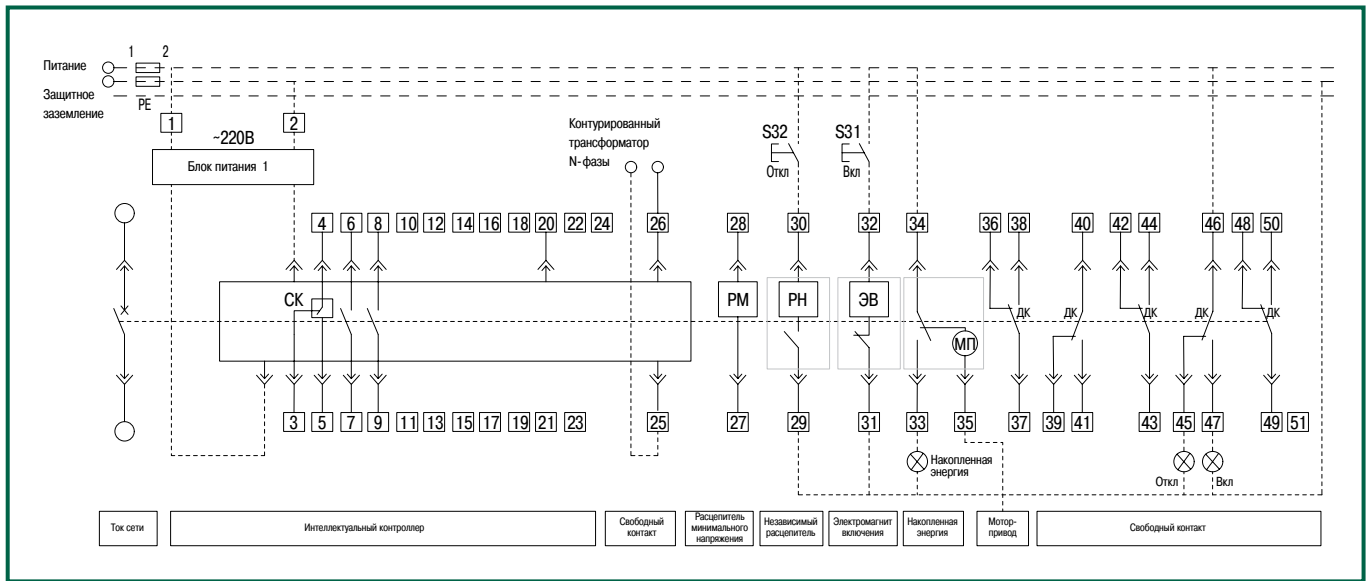 1 2
Питание
Защитное
заземление
PE
1
2
~220В
Блок питания 1
Контурированный
трансформатор
N-фазы
S32
Откл
S31
Вкл
4 6 8 10 12 14 16 18 20 22 24 26 28 30 32 34 36 38 40 42 44 46 48 50
СК
РМ РН ЭВ
МП
ДК ДК ДК ДК ДК
3 5 7 9 11 13 15 17 19 21 23 25 27 29 31 33 35 37 39 41 43 45 47 49 51
Накопленная
энергия
Откл Вкл
Ток сети
Интеллектуальный контроллер
Свободный
контакт
Расцепитель
минимального
напряжения
Независимый
расцепитель
Электромагнит
включения
Накопленная
энергия
Мотор-
привод
Свободный контакт